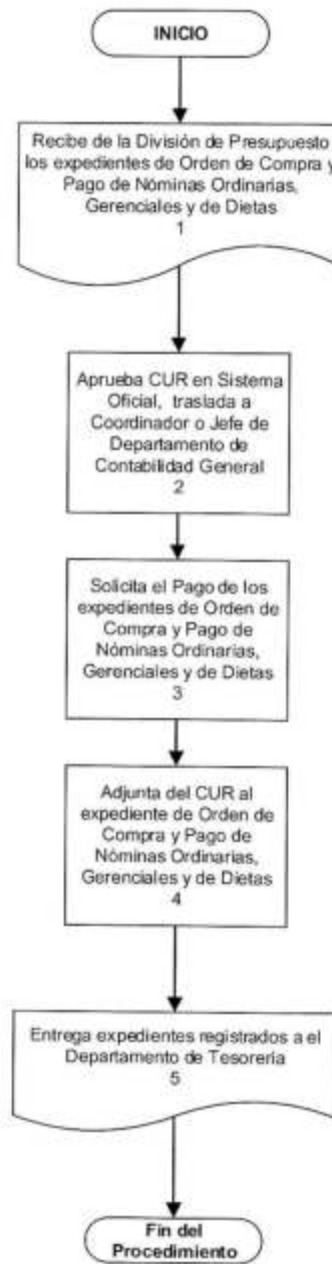 INICIO
Recibe de la División de Presupuesto
los expedientes de Orden de Compra y
Pago de Nóminas Ordinarias,
Gerenciales y de Dietas
1
Aprueba CUR en Sistema
Oficial, traslada a
Coordinador o Jefe de
Departamento de
Contabilidad General
2
Solicita el Pago de los
expedientes de Orden de
Compra y Pago de
Nóminas Ordinarias,
Gerenciales y de Dietas
3
Adjunta del CUR al
expediente de Orden de
Compra y Pago de
Nóminas Ordinarias,
Gerenciales y de Dietas
4
Entrega expedientes registrados a el
Departamento de Tesorería
5
Fin del
Procedimiento